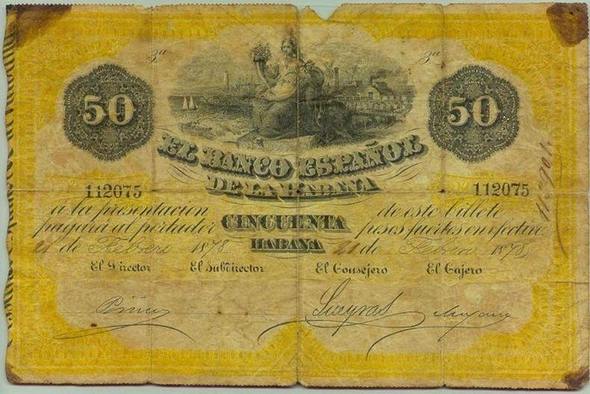 50 50
EL BANCO ESPAÑOL
DE LA HABANA
112075 112075
a la presentacion de este billete
pagará al portador CINCUENTA pesos fuertes en efectivo
21 de Febrero 1878 HABANA 21 de Febrero 1878
El Director El Subdirector El Consejero El Cajero